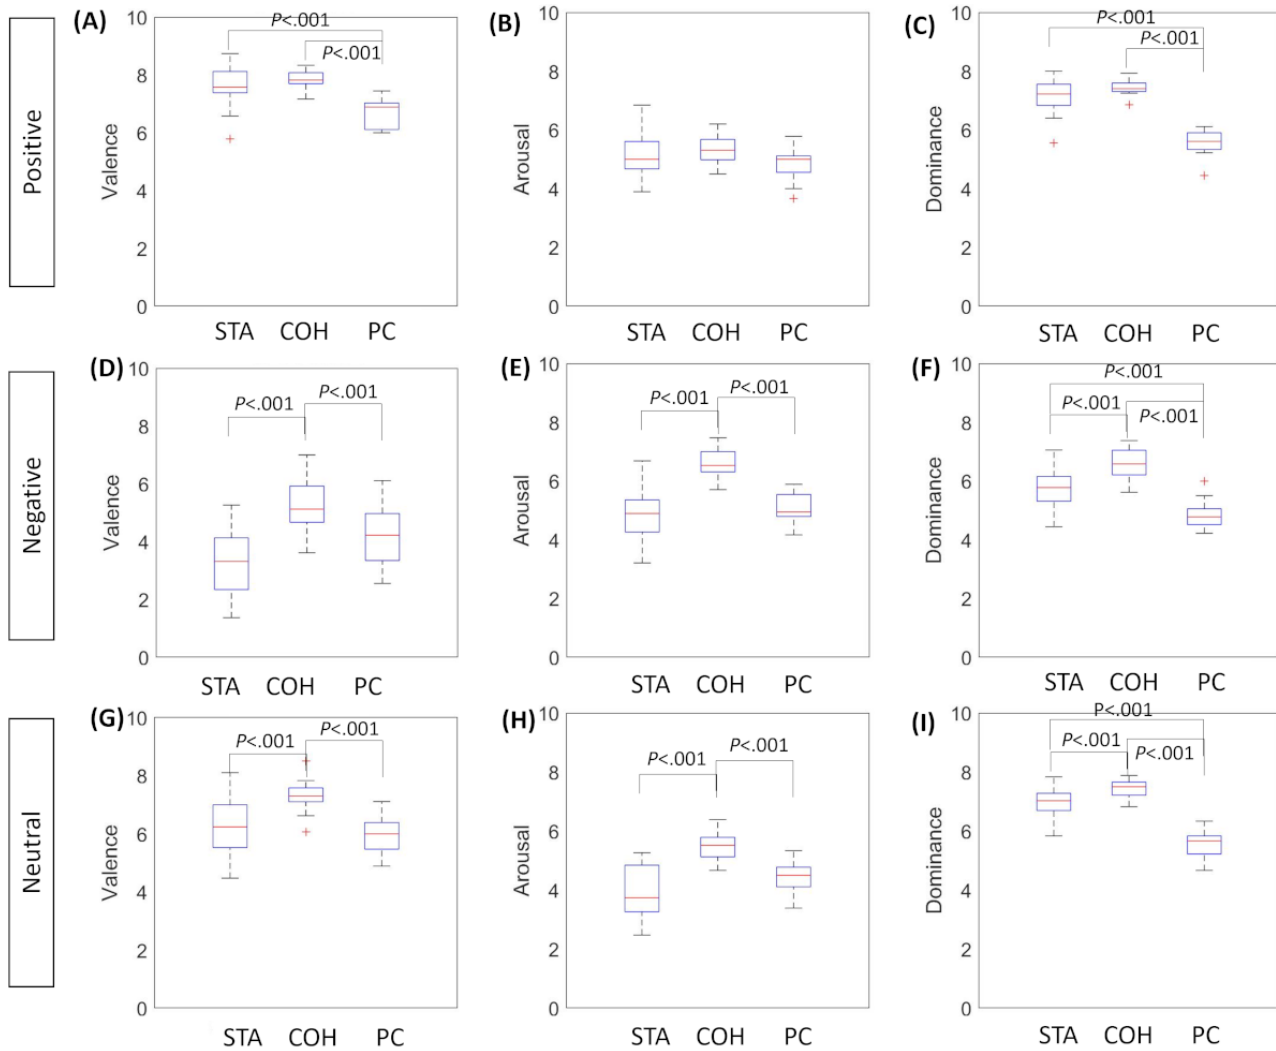 Positive
(A)
P<.001
P<.001
Valence
10
8
6
4
2
0
STA COH PC
(B)
Arousal
10
8
6
4
2
0
STA COH PC
(C)
P<.001
P<.001
Dominance
10
8
6
4
2
0
STA COH PC
Negative
(D)
P<.001
P<.001
Valence
10
8
6
4
2
0
STA COH PC
(E)
P<.001
P<.001
Arousal
10
8
6
4
2
0
STA COH PC
(F)
P<.001
P<.001
P<.001
Dominance
10
8
6
4
2
0
STA COH PC
Neutral
(G)
P<.001
P<.001
Valence
10
8
6
4
2
0
STA COH PC
(H)
P<.001
P<.001
Arousal
10
8
6
4
2
0
STA COH PC
(I)
P<.001
P<.001
P<.001
Dominance
10
8
6
4
2
0
STA COH PC